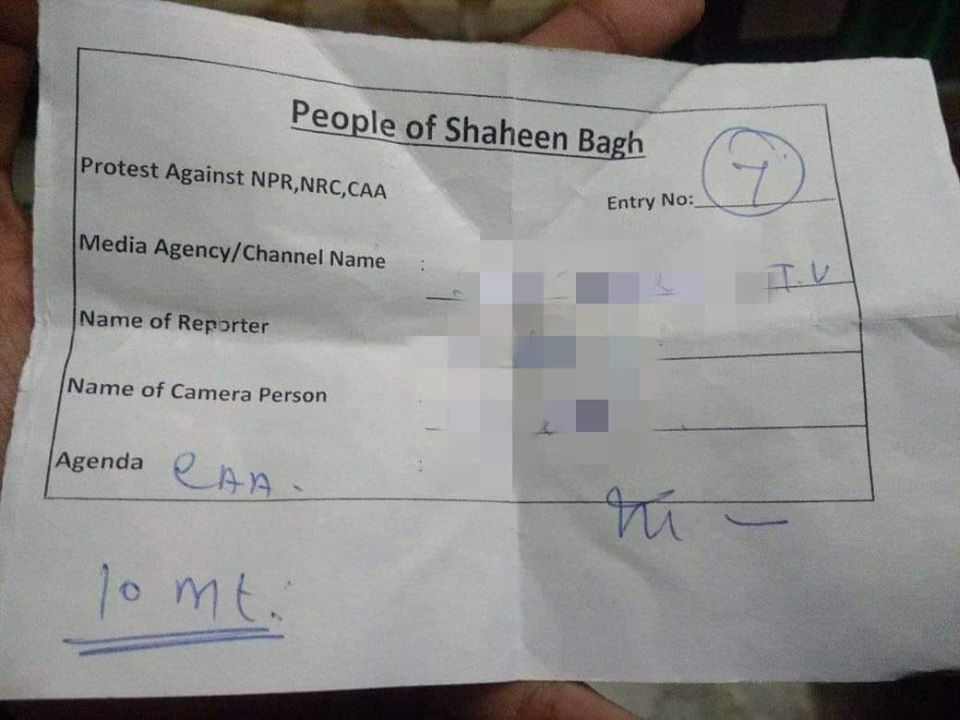 People of Shaheen Bagh
Protest Against NPR,NRC,CAA
Entry No: 7
Media Agency/Channel Name : T.V
Name of Reporter
Name of Camera Person :
Agenda CAA. :
10 mt.